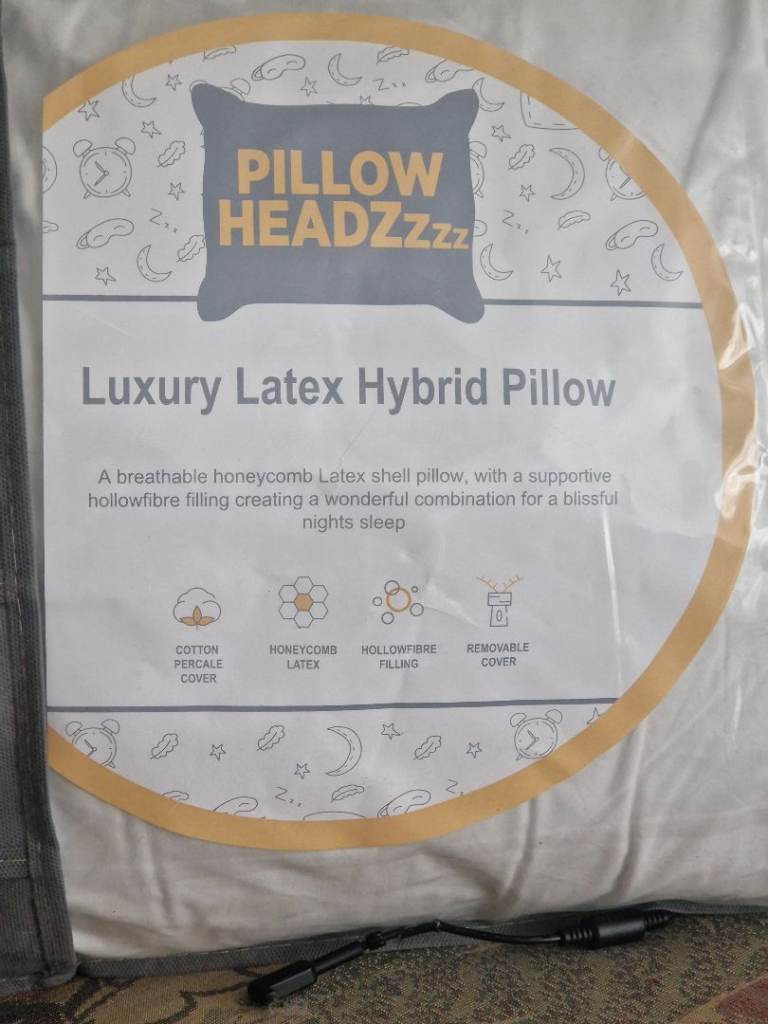 PILLOW
HEADZZzzz
Luxury Latex Hybrid Pillow
A breathable honeycomb Latex shell pillow, with a supportive
hollowfibre filling creating a wonderful combination for a blissful
nights sleep
COTTON
PERCALE
COVER
HONEYCOMB
LATEX
HOLLOWFIBRE
FILLING
REMOVABLE
COVER